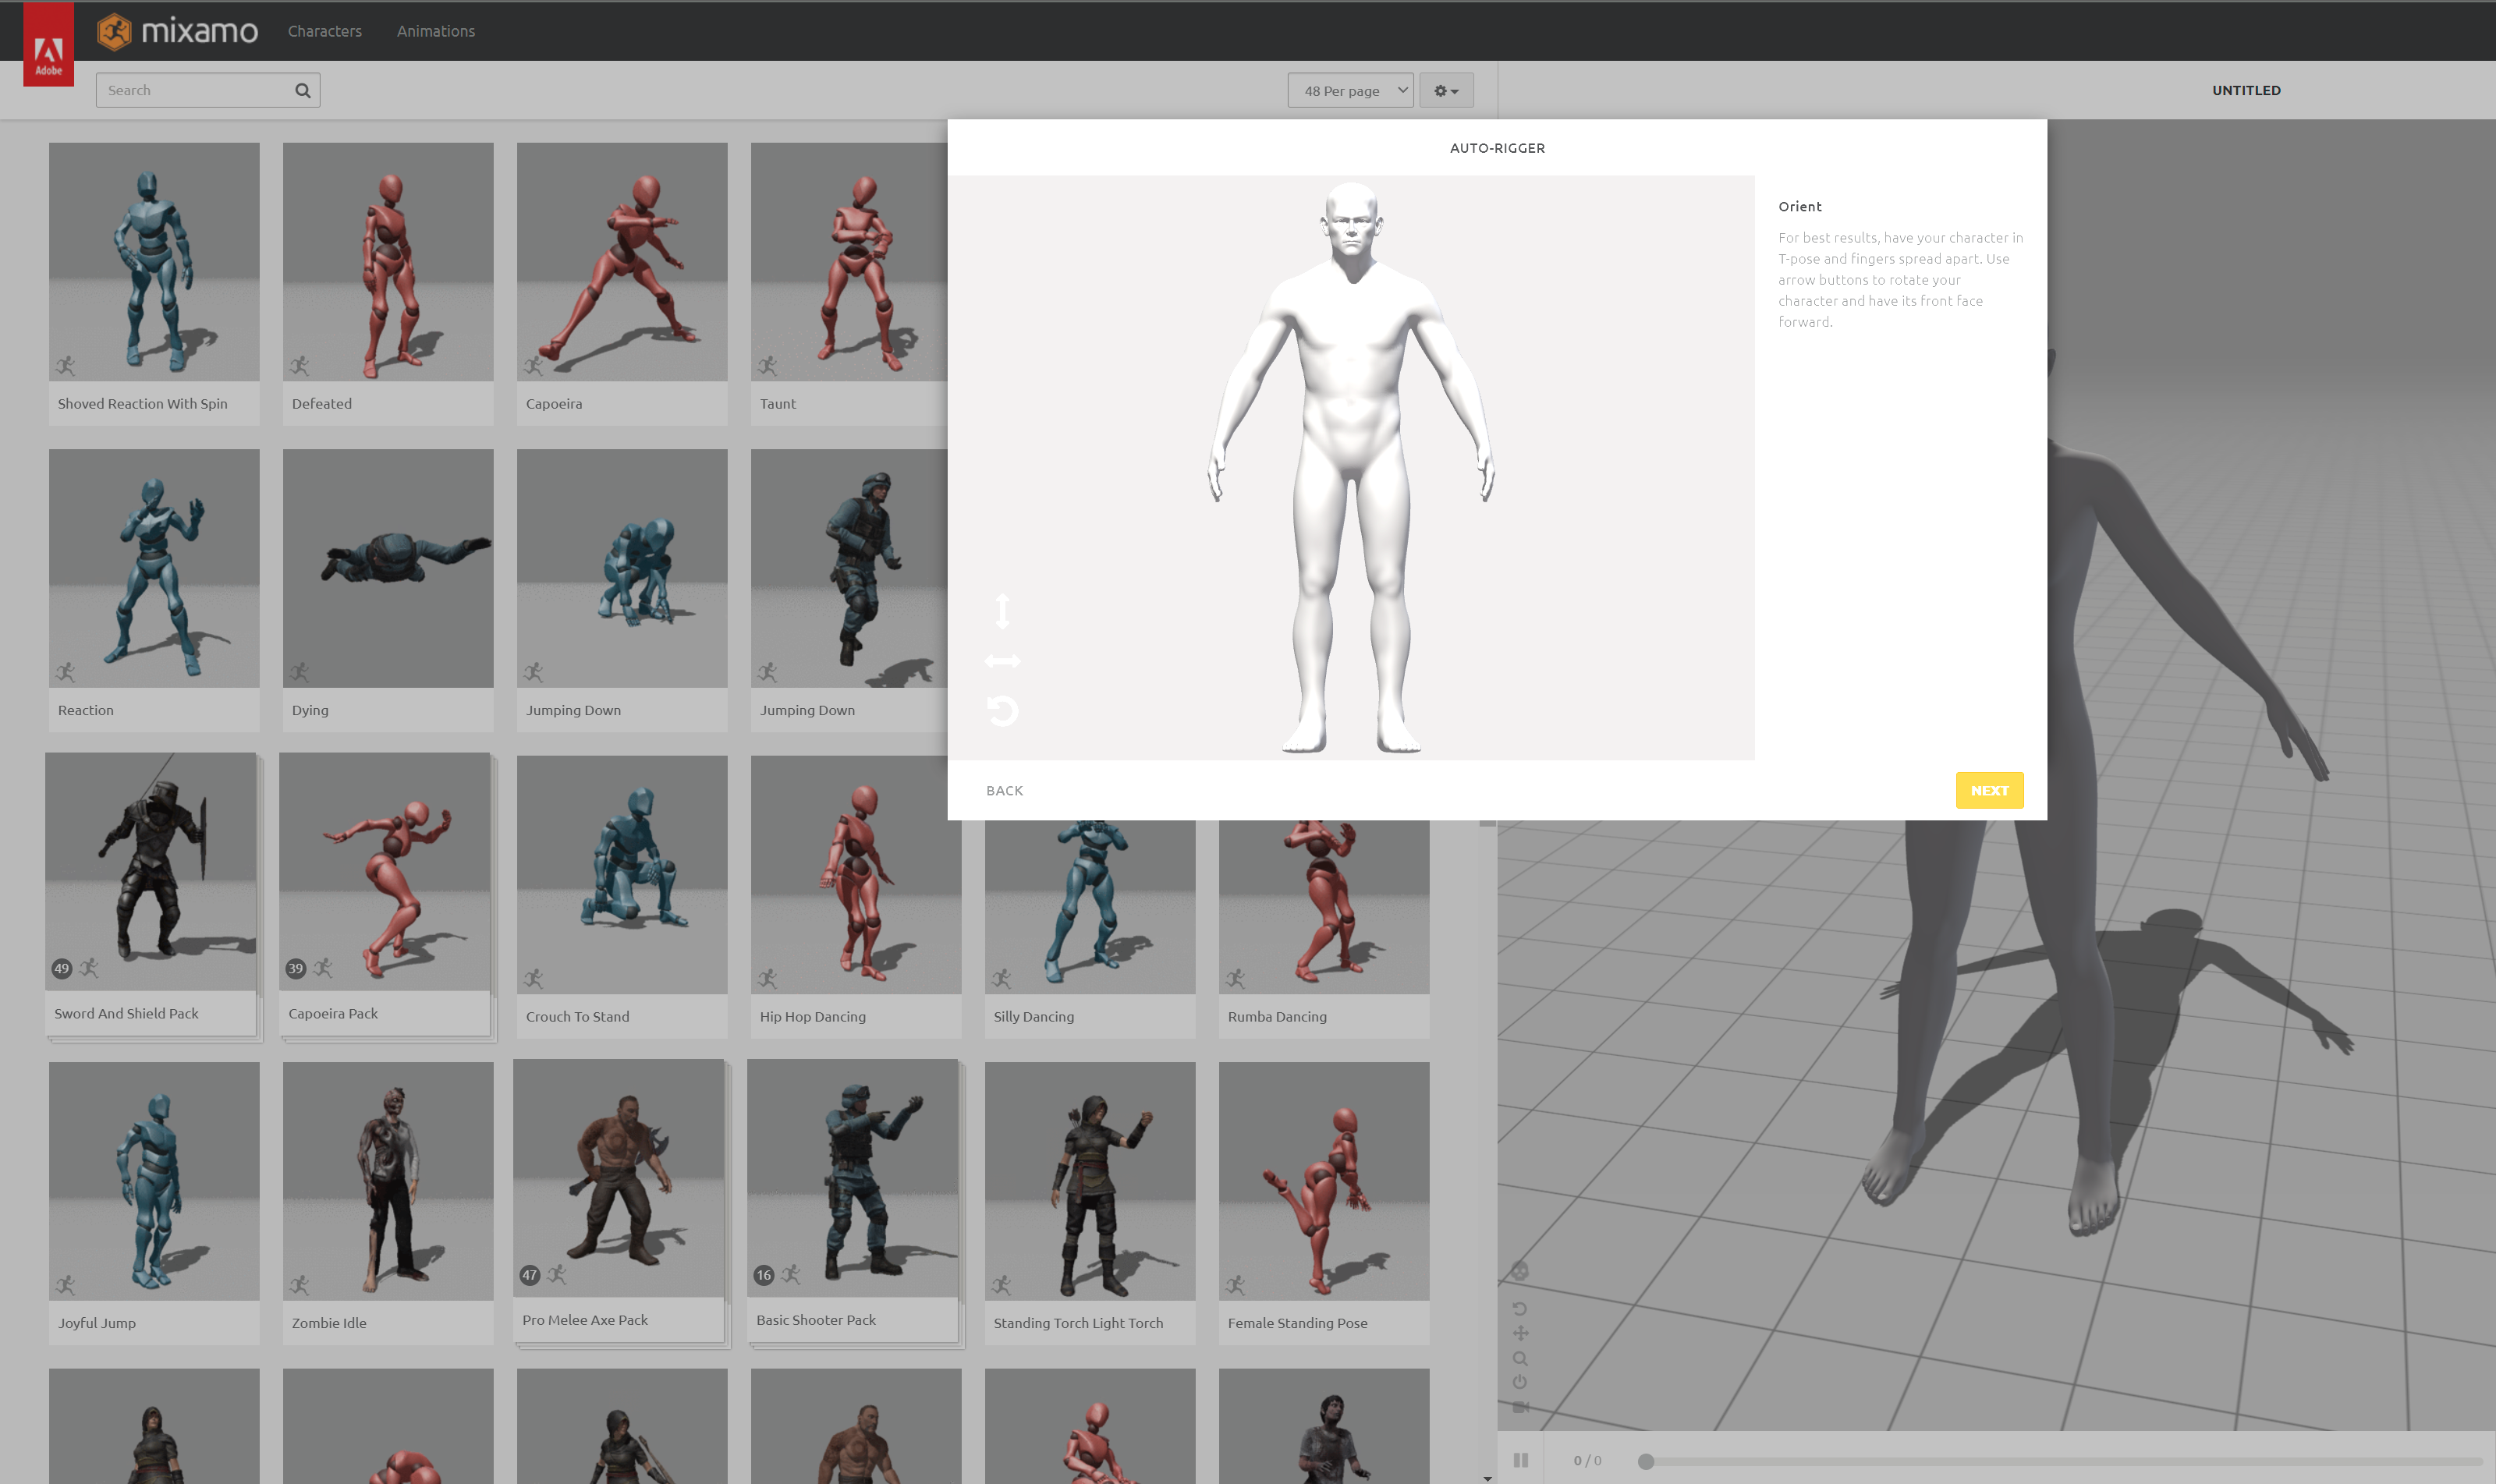 Adobe
mixamo
Characters
Animations
Search
48 Per page
UNTITLED
AUTO-RIGGER
Orient
For best results, have your character in
T-pose and fingers spread apart. Use
arrow buttons to rotate your
character and have its front face
forward.
BACK
NEXT
Shoved Reaction With Spin
Defeated
Capoeira
Taunt
Reaction
Dying
Jumping Down
Jumping Down
49
39
Sword And Shield Pack
Capoeira Pack
Crouch To Stand
Hip Hop Dancing
Silly Dancing
Rumba Dancing
47
16
Joyful Jump
Zombie Idle
Pro Melee Axe Pack
Basic Shooter Pack
Standing Torch Light Torch
Female Standing Pose
0 / 0